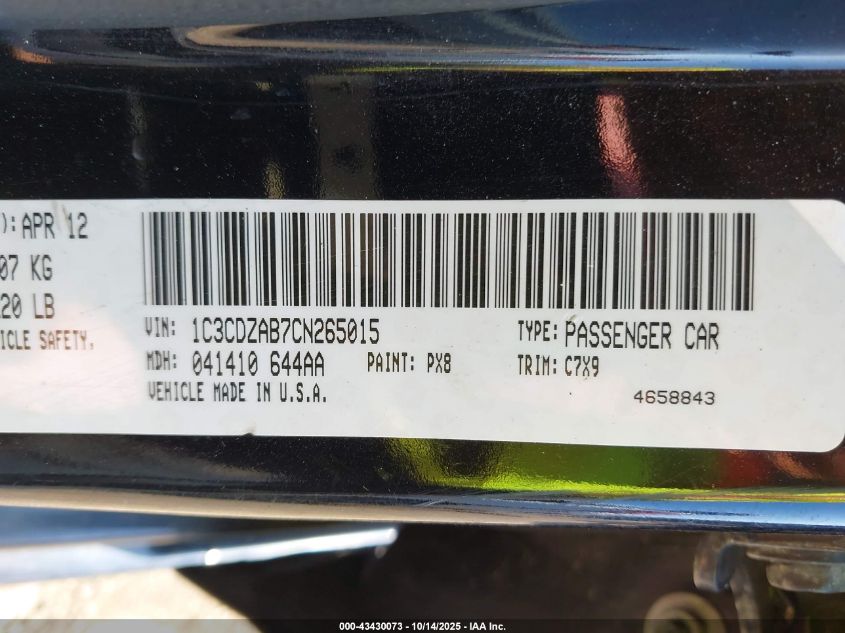 ): APR 12
07 KG
20 LB
ICLE SAFETY.
VIN: 1C3CDZAB7CN265015 TYPE: PASSENGER CAR
MDH: 041410 644AA PAINT: PX8 TRIM: C7X9
VEHICLE MADE IN U.S.A. 4658843
000-43430073 - 10/14/2025 - IAA Inc.